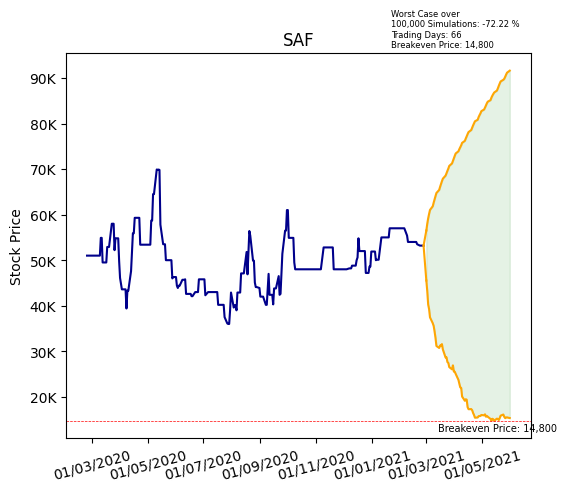 Worst Case over
100,000 Simulations: -72.22 %
Trading Days: 66
Breakeven Price: 14,800
SAF
Stock Price
90K
80K
70K
60K
50K
40K
30K
20K
Breakeven Price: 14,800
01/03/2020
01/05/2020
01/07/2020
01/09/2020
01/11/2020
01/01/2021
01/03/2021
01/05/2021